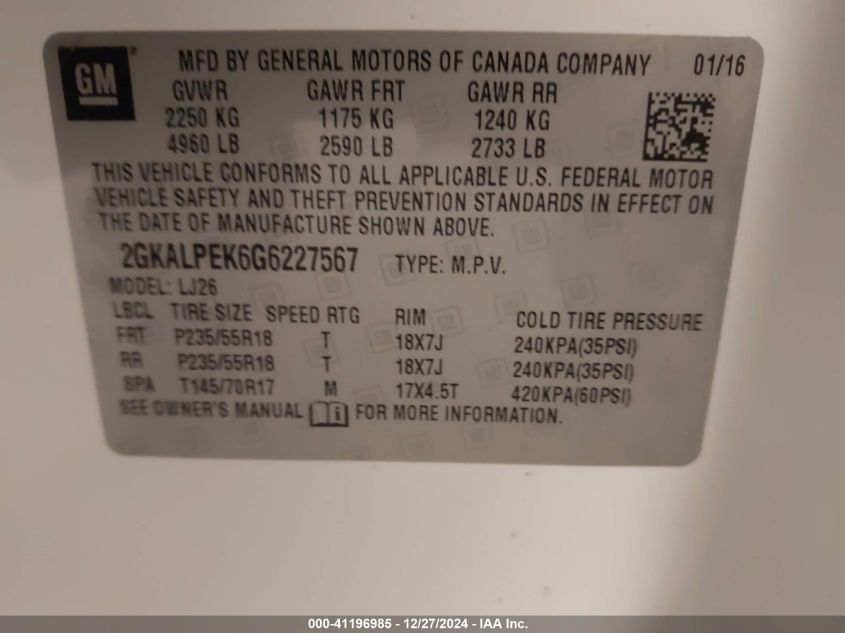 GM ® MFD BY GENERAL MOTORS OF CANADA COMPANY 01/16
GVWR GAWR FRT GAWR RR
2250 KG 1175 KG 1240 KG
4960 LB 2590 LB 2733 LB
THIS VEHICLE CONFORMS TO ALL APPLICABLE U.S. FEDERAL MOTOR
VEHICLE SAFETY AND THEFT PREVENTION STANDARDS IN EFFECT ON
THE DATE OF MANUFACTURE SHOWN ABOVE.
2GKALPEK6G6227567 TYPE: M.P.V.
MODEL: LJ26
LBCL TIRE SIZE SPEED RTG RIM COLD TIRE PRESSURE
FRT P235/55R18 T 18X7J 240KPA(35PSI)
RR P235/55R18 T 18X7J 240KPA(35PSI)
SPA T145/70R17 M 17X4.5T 420KPA(60PSI)
SEE OWNER'S MANUAL FOR MORE INFORMATION.
000-41196985 - 12/27/2024 - IAA Inc.